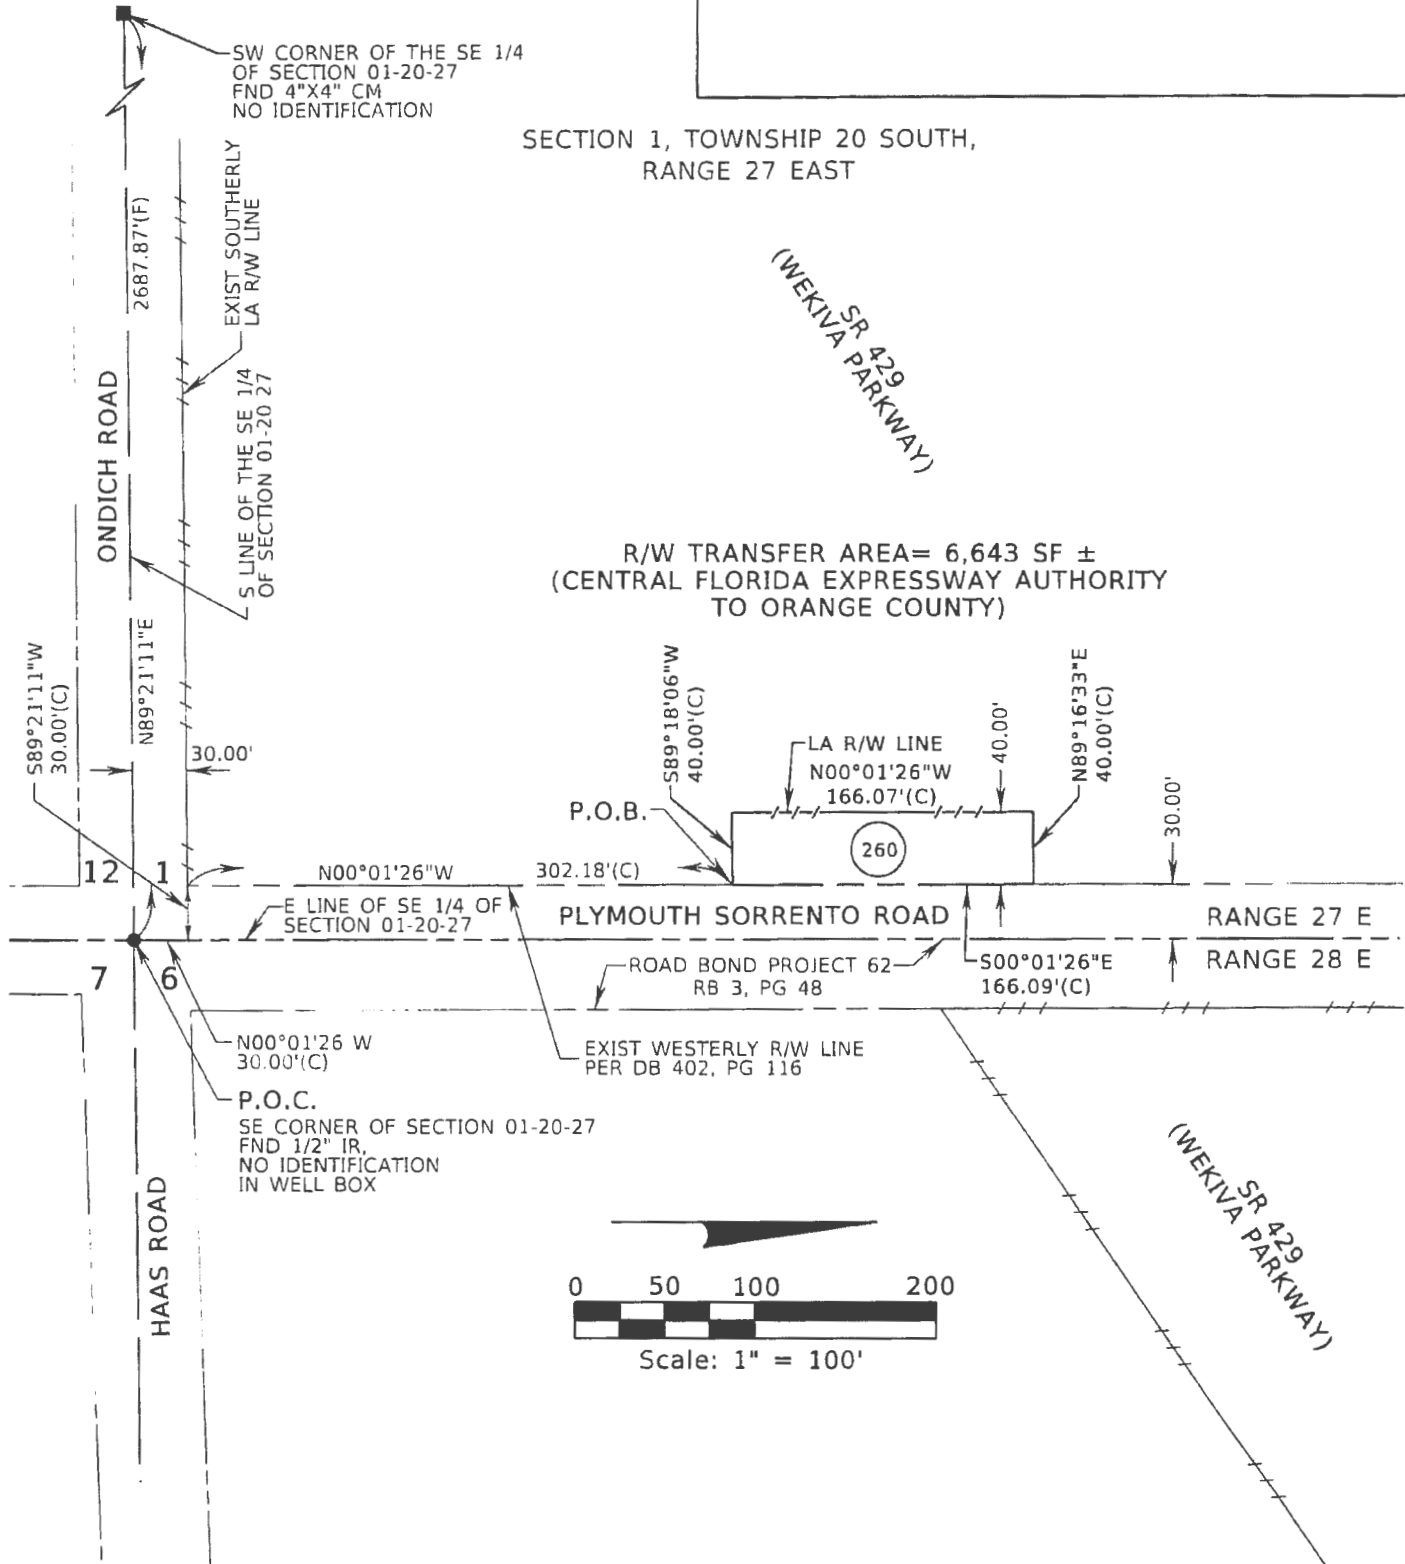 SW CORNER OF THE SE 1/4
OF SECTION 01-20-27
FND 4"X4" CM
NO IDENTIFICATION
SECTION 1, TOWNSHIP 20 SOUTH,
RANGE 27 EAST
2687.87'(F)
EXIST SOUTHERLY
LA R/W LINE
SR 429
(WEKIVA PARKWAY)
ONDICH ROAD
S LINE OF THE SE 1/4
OF SECTION 01-20 27
R/W TRANSFER AREA= 6,643 SF ±
(CENTRAL FLORIDA EXPRESSWAY AUTHORITY
TO ORANGE COUNTY)
S89°21'11"W
30.00'(C)
N89°21'11"E
30.00'
S89°18'06"W
40.00'(C)
LA R/W LINE
N00°01'26"W
166.07'(C)
40.00'
N89°16'33"E
40.00'(C)
30.00'
P.O.B.
260
12
1
N00°01'26"W
302.18'(C)
E LINE OF SE 1/4 OF
SECTION 01-20-27
PLYMOUTH SORRENTO ROAD
RANGE 27 E
RANGE 28 E
7
6
ROAD BOND PROJECT 62
RB 3, PG 48
S00°01'26"E
166.09'(C)
N00°01'26 W
30.00'(C)
EXIST WESTERLY R/W LINE
PER DB 402, PG 116
P.O.C.
SE CORNER OF SECTION 01-20-27
FND 1/2" IR,
NO IDENTIFICATION
IN WELL BOX
HAAS ROAD
SR 429
(WEKIVA PARKWAY)
0 50 100 200
Scale: 1" = 100'